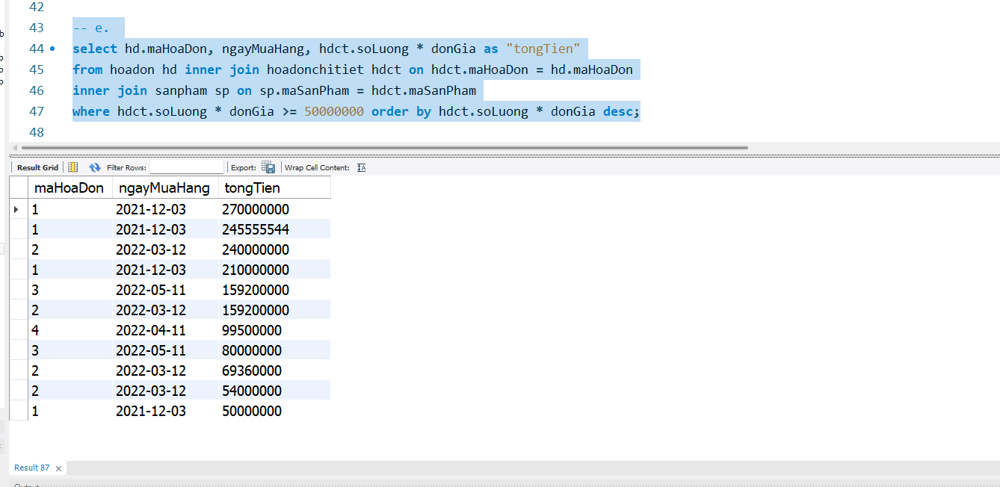 42
43 -- e.
44 select hd.maHoaDon, ngayMuaHang, hdct.soLuong * donGia as "tongTien"
45 from hoadon hd inner join hoadonchitiet hdct on hdct.maHoaDon = hd.maHoaDon
46 inner join sanpham sp on sp.maSanPham = hdct.maSanPham
47 where hdct.soLuong * donGia >= 50000000 order by hdct.soLuong * donGia desc;
48
Result Grid Filter Rows: Export: Wrap Cell Content:
maHoaDon ngayMuaHang tongTien
1 2021-12-03 270000000
1 2021-12-03 245555544
2 2022-03-12 240000000
1 2021-12-03 210000000
3 2022-05-11 159200000
2 2022-03-12 159200000
4 2022-04-11 99500000
3 2022-05-11 80000000
2 2022-03-12 69360000
2 2022-03-12 54000000
1 2021-12-03 50000000
Result 87